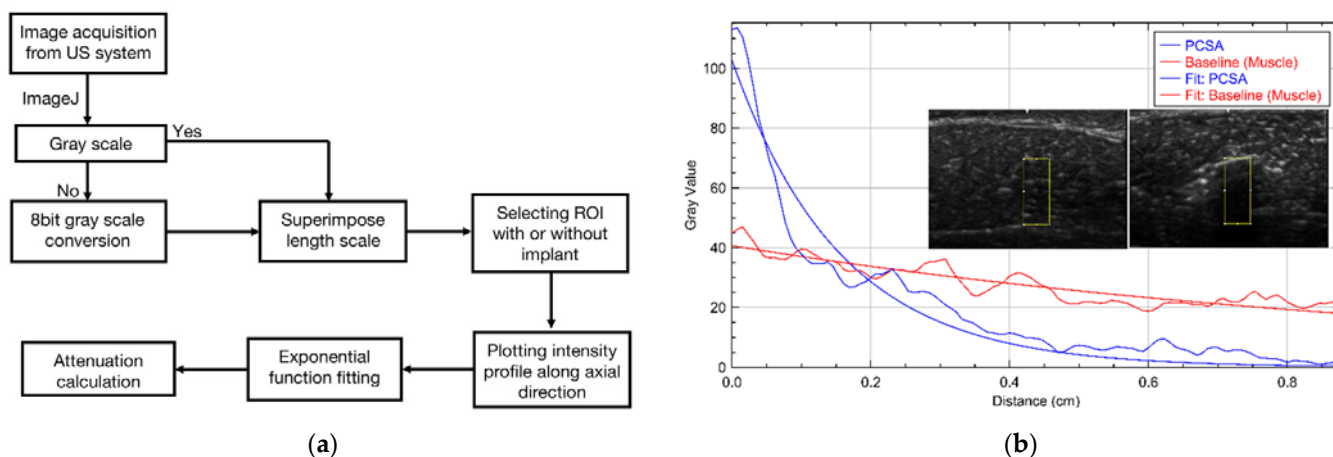 Image acquisition
from US system
ImageJ
Gray scale
Yes
No
8bit gray scale
conversion
Superimpose
length scale
Selecting ROI
with or without
implant
Plotting intensity
profile along axial
direction
Exponential
function fitting
Attenuation
calculation
(a)
PCSA
Baseline (Muscle)
Fit: PCSA
Fit: Baseline (Muscle)
Gray Value
100
80
60
40
20
0
0.0 0.2 0.4 0.6 0.8
Distance (cm)
(b)